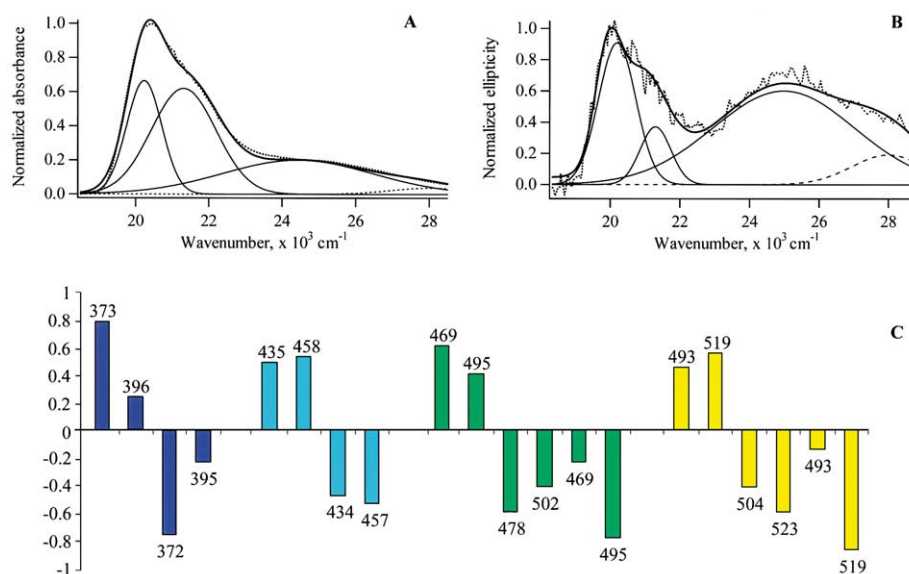 A
Normalized absorbance
1.0
0.8
0.6
0.4
0.2
0.0
20 22 24 26 28
Wavenumber, x 10³ cm⁻¹
B
Normalized ellipticity
1.0
0.8
0.6
0.4
0.2
0.0
20 22 24 26 28
Wavenumber, x 10³ cm⁻¹
C
1
0.8
0.6
0.4
0.2
0
-0.2
-0.4
-0.6
-0.8
-1
373 396 372 395
435 458 434 457
469 495 478 502 469 495
493 519 504 523 493 519